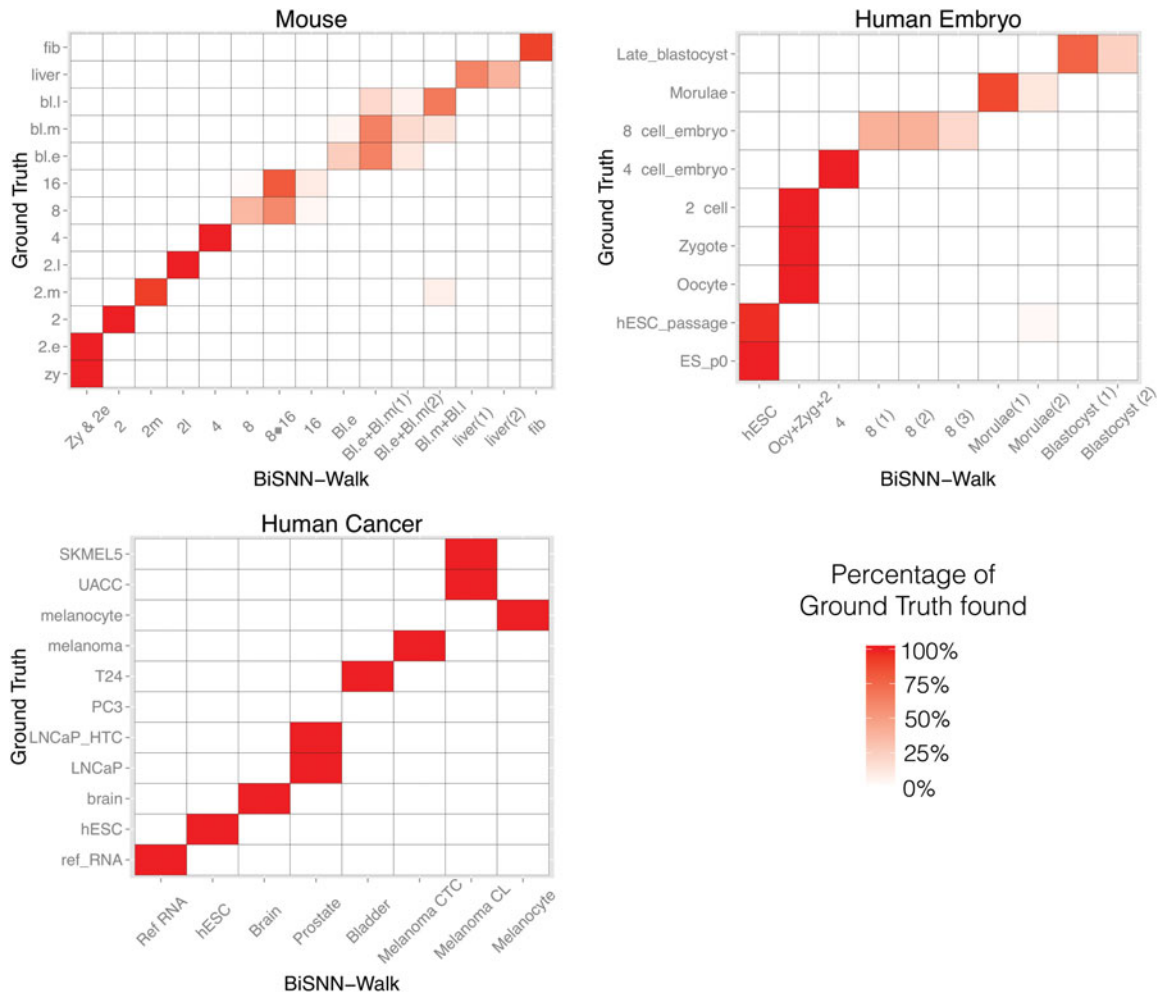 Mouse
Ground Truth
fib
liver
bl.l
bl.m
bl.e
16
8
4
2.l
2.m
2
2.e
zy
Zy & 2e
2
2m
2l
4
8
8◆16
16
Bl.e
Bl.e+Bl.m(1)
Bl.e+Bl.m(2)
Bl.m+Bl.l
liver(1)
liver(2)
fib
BiSNN–Walk
Human Embryo
Ground Truth
Late_blastocyst
Morulae
8 cell_embryo
4 cell_embryo
2 cell
Zygote
Oocyte
hESC_passage
ES_p0
hESC
Ocy+Zyg+2
4
8 (1)
8 (2)
8 (3)
Morulae(1)
Morulae(2)
Blastocyst (1)
Blastocyst (2)
BiSNN–Walk
Human Cancer
Ground Truth
SKMEL5
UACC
melanocyte
melanoma
T24
PC3
LNCaP_HTC
LNCaP
brain
hESC
ref_RNA
Ref RNA
hESC
Brain
Prostate
Bladder
Melanoma CTC
Melanoma CL
Melanocyte
BiSNN–Walk
Percentage of
Ground Truth found
100%
75%
50%
25%
0%